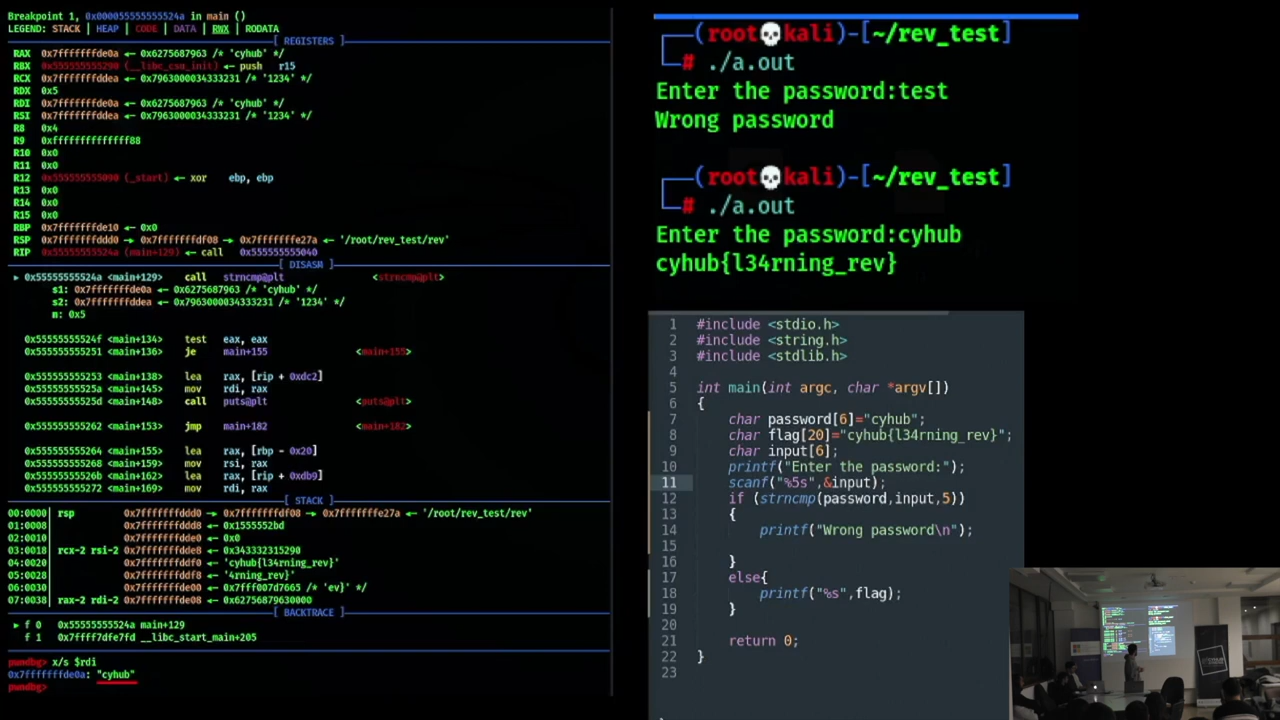 Breakpoint 1, 0x000055555555524a in main ()
LEGEND: STACK | HEAP | CODE | DATA | RWX | RODATA
[ REGISTERS ]
RAX 0x7fffffffde0a ← 0x6275687963 /* 'cyhub' */
RBX 0x555555555290 (__libc_csu_init) ← push r15
RCX 0x7fffffffddea ← 0x7963000034333231 /* '1234' */
RDX 0x5
RDI 0x7fffffffde0a ← 0x6275687963 /* 'cyhub' */
RSI 0x7fffffffddea ← 0x7963000034333231 /* '1234' */
R8 0x4
R9 0xffffffffffffff88
R10 0x0
R11 0x0
R12 0x555555555090 (_start) ← xor ebp, ebp
R13 0x0
R14 0x0
R15 0x0
RBP 0x7fffffffde10 ← 0x0
RSP 0x7fffffffddd0 → 0x7fffffffdf08 → 0x7fffffffe27a ← '/root/rev_test/rev'
RIP 0x55555555524a (main+129) ← call 0x555555555040
[ DISASM ]
► 0x55555555524a <main+129> call strncmp@plt <strncmp@plt>
s1: 0x7fffffffde0a ← 0x6275687963 /* 'cyhub' */
s2: 0x7fffffffddea ← 0x7963000034333231 /* '1234' */
n: 0x5
0x55555555524f <main+134> test eax, eax
0x555555555251 <main+136> je main+155 <main+155>
0x555555555253 <main+138> lea rax, [rip + 0xdc2]
0x55555555525a <main+145> mov rdi, rax
0x55555555525d <main+148> call puts@plt <puts@plt>
0x555555555262 <main+153> jmp main+182 <main+182>
0x555555555264 <main+155> lea rax, [rbp - 0x20]
0x555555555268 <main+159> mov rsi, rax
0x55555555526b <main+162> lea rax, [rip + 0xdb9]
0x555555555272 <main+169> mov rdi, rax
[ STACK ]
00:0000│ rsp 0x7fffffffddd0 → 0x7fffffffdf08 → 0x7fffffffe27a ← '/root/rev_test/rev'
01:0008│ 0x7fffffffddd8 ← 0x1555552bd
02:0010│ 0x7fffffffdde0 ← 0x0
03:0018│ rcx-2 rsi-2 0x7fffffffdde8 ← 0x343332315290
04:0020│ 0x7fffffffddf0 ← 'cyhub{l34rning_rev}'
05:0028│ 0x7fffffffddf8 ← '4rning_rev}'
06:0030│ 0x7fffffffde00 ← 0x7fff007d7665 /* 'ev}' */
07:0038│ rax-2 rdi-2 0x7fffffffde08 ← 0x62756879630000
[ BACKTRACE ]
► f 0 0x55555555524a main+129
f 1 0x7ffff7dfe7fd __libc_start_main+205
pwndbg> x/s $rdi
0x7fffffffde0a: "cyhub"
pwndbg>
┌──(root💀kali)-[~/rev_test]
└─# ./a.out
Enter the password:test
Wrong password
┌──(root💀kali)-[~/rev_test]
└─# ./a.out
Enter the password:cyhub
cyhub{l34rning_rev}
1 #include <stdio.h>
2 #include <string.h>
3 #include <stdlib.h>
4
5 int main(int argc, char *argv[])
6 {
7 char password[6]="cyhub";
8 char flag[20]="cyhub{l34rning_rev}";
9 char input[6];
10 printf("Enter the password:");
11 scanf("%5s",&input);
12 if (strncmp(password,input,5))
13 {
14 printf("Wrong password\n");
15
16 }
17 else{
18 printf("%s",flag);
19 }
20
21 return 0;
22 }
23